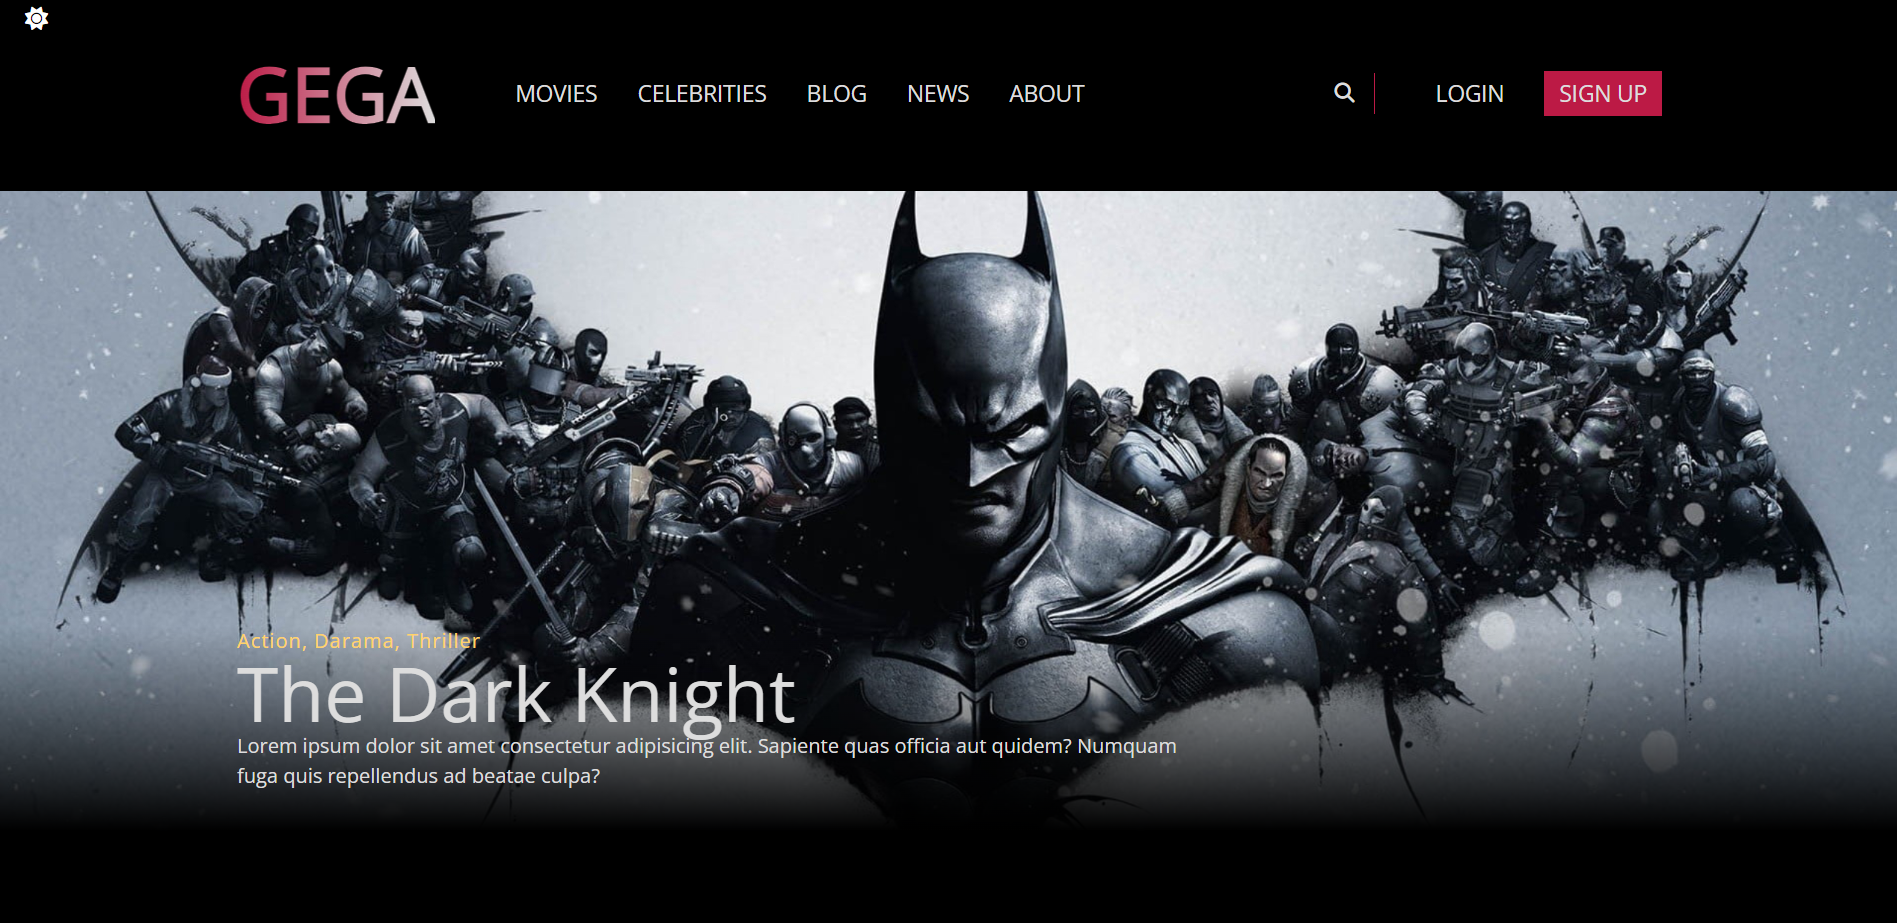 GEGA
MOVIES CELEBRITIES BLOG NEWS ABOUT LOGIN SIGN UP
Action, Darama, Thriller
The Dark Knight
Lorem ipsum dolor sit amet consectetur adipisicing elit. Sapiente quas officia aut quidem? Numquam
fuga quis repellendus ad beatae culpa?